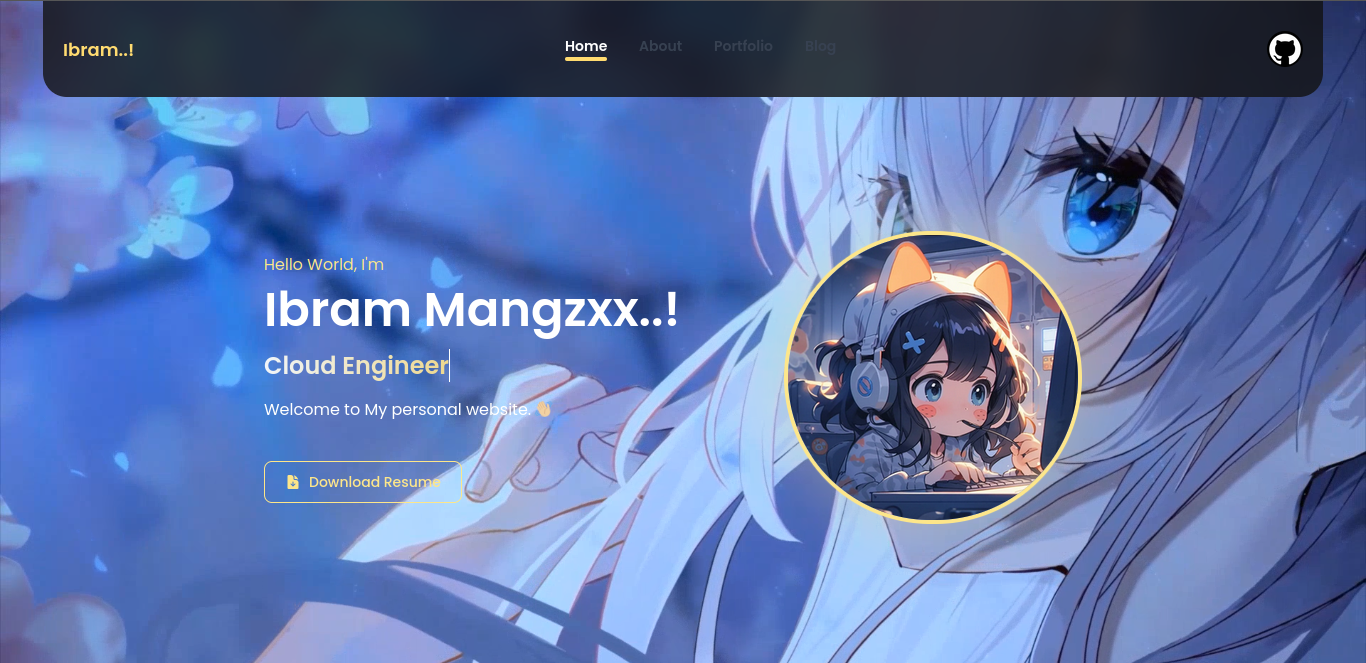 Ibram..!
Home About Portfolio Blog
Hello World, I'm
Ibram Mangzxx..!
Cloud Engineer
Welcome to My personal website. 👋
Download Resume